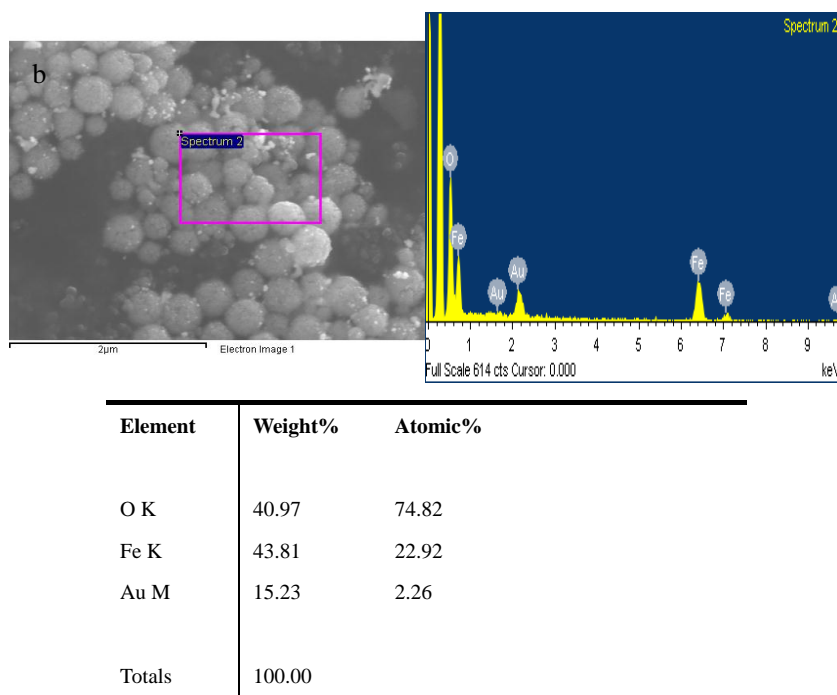 b
Spectrum 2
2µm
Electron Image 1
Spectrum 2
O
Fe
Au
Au
Fe
Fe
A
0 1 2 3 4 5 6 7 8 9
Full Scale 614 cts Cursor: 0.000
keV
Element Weight% Atomic%
O K 40.97 74.82
Fe K 43.81 22.92
Au M 15.23 2.26
Totals 100.00